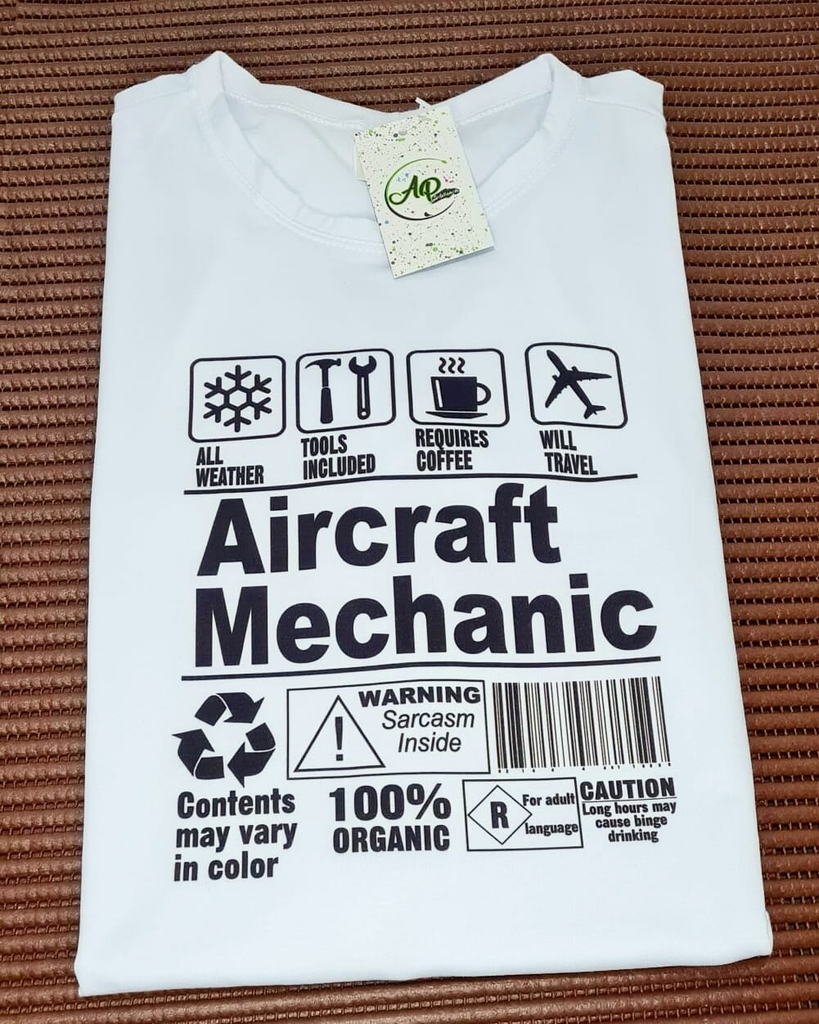 AP
ALL
WEATHER
TOOLS
INCLUDED
REQUIRES
COFFEE
WILL
TRAVEL
Aircraft
Mechanic
WARNING
Sarcasm
Inside
Contents
may vary
in color
100%
ORGANIC
R
For adult
language
CAUTION
Long hours may
cause binge
drinking